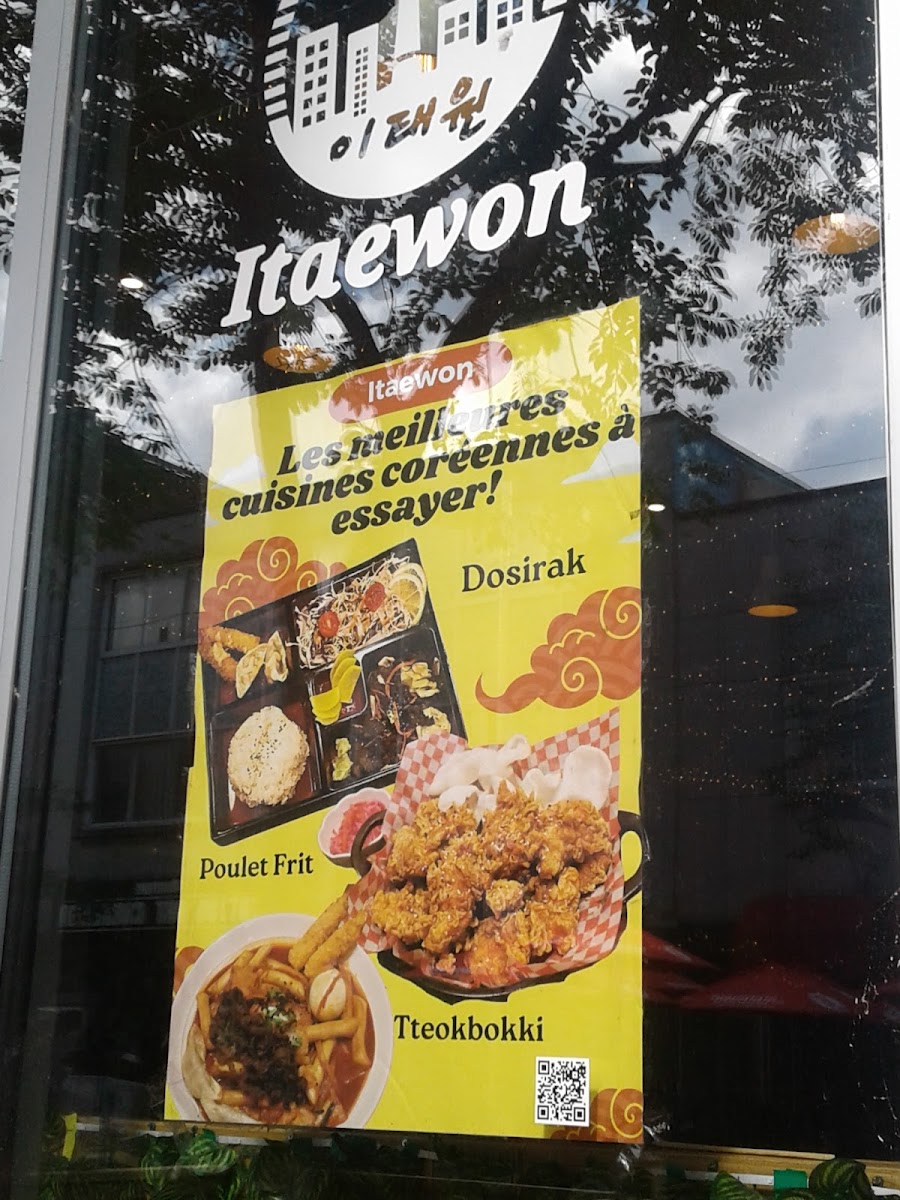 이태원
Itaewon
Itaewon
Les meilleures
cuisines coréennes à
essayer!
Dosirak
Poulet Frit
Tteokbokki